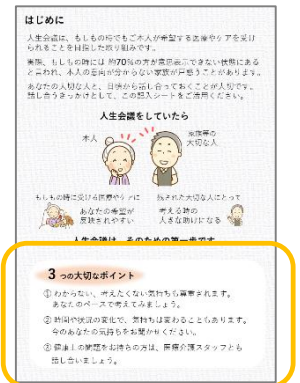 はじめに
人生会議は、もしもの時でもご本人が希望する医療やケアを受け
られることを目指した取り組みです。
実際、もしもの時には 約70%の方が意思表示できない状態にある
と言われ、本人の意向が分からない家族が戸惑うことがあります。
あなたの大切な人と、日頃から話し合っておくことが大切です。
話し合うきっかけとして、この記入シートをご活用ください。
人生会議をしていたら
本人
家族等の
大切な人
もしもの時に受ける医療やケアに
あなたの希望が
反映されやすい
残された大切な人にとって
考える時の
大きな助けになる
人生会議は、そのための第一歩です
3つの大切なポイント
① わからない、考えたくない気持ちも尊重されます。
あなたのペースで考えてみましょう。
② 時間や状況の変化で、気持ちは変わることもあります。
今のあなたの気持ちをお聞かせください。
③ 健康上の問題をお持ちの方は、医療介護スタッフとも
話し合いましょう。